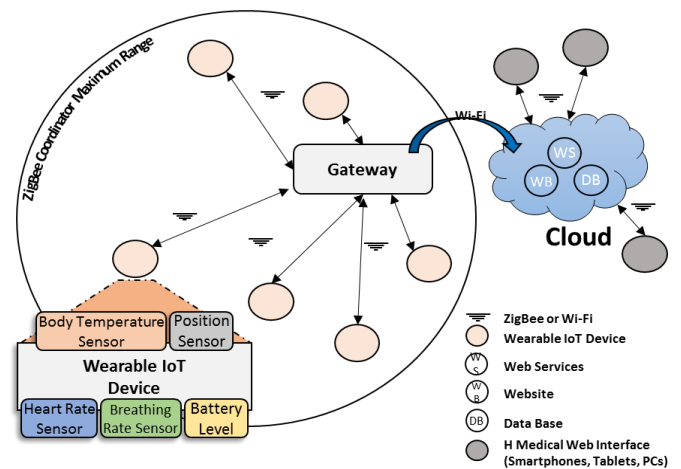 ZigBee Coordinator Maximum Range
Wi-Fi
Gateway
WS
WB
DB
Cloud
Body Temperature
Sensor
Position
Sensor
Wearable IoT
Device
Heart Rate
Sensor
Breathing
Rate Sensor
Battery
Level
ZigBee or Wi-Fi
Wearable IoT Device
W
S
Web Services
W
B
Website
DB
Data Base
H Medical Web Interface
(Smartphones, Tablets, PCs)